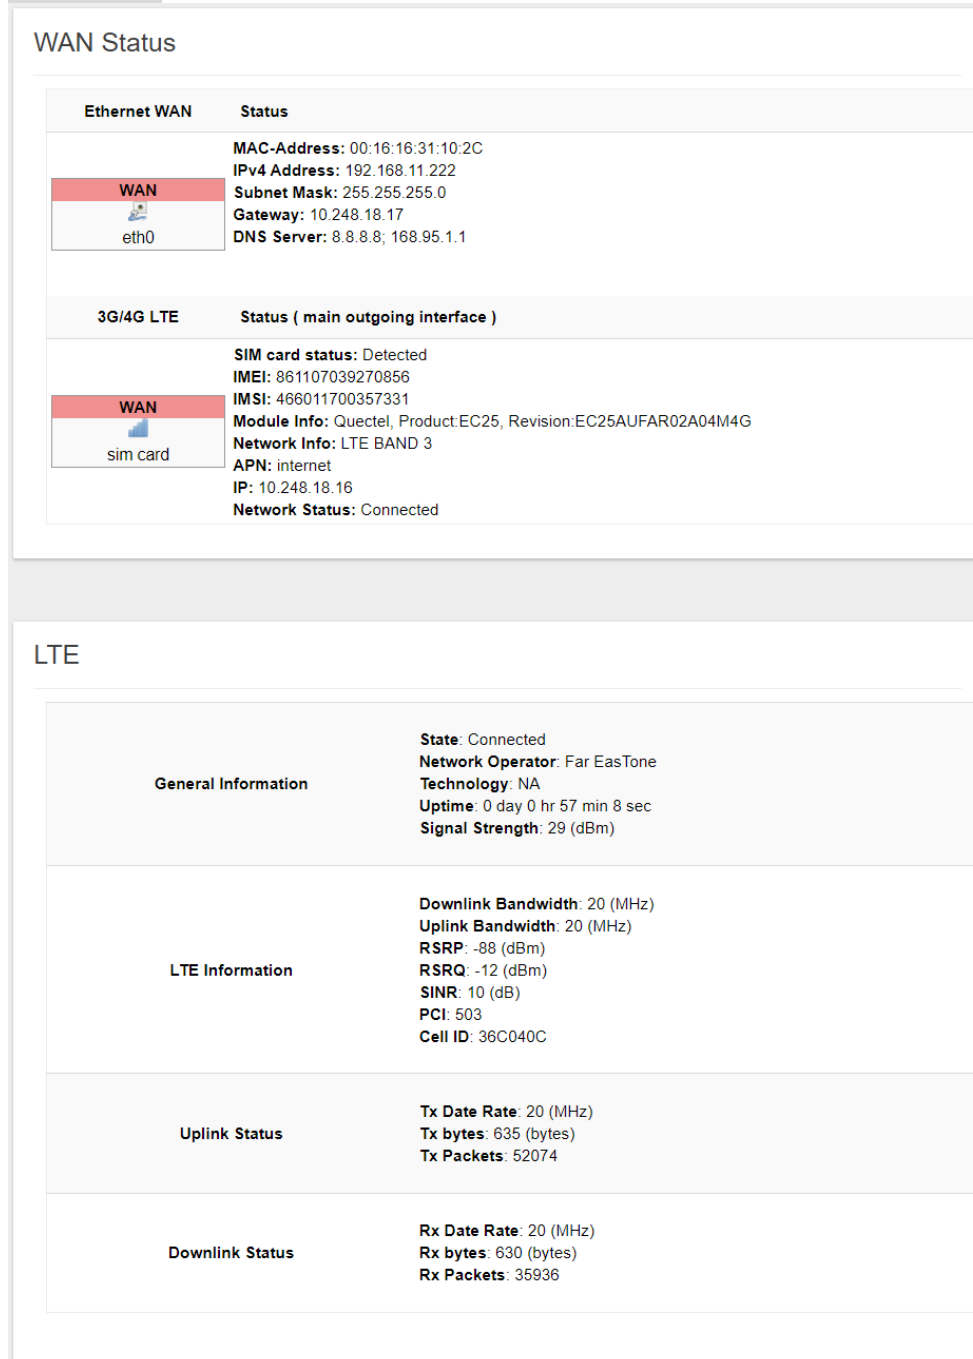 WAN Status
Ethernet WAN Status
MAC-Address: 00:16:16:31:10:2C
IPv4 Address: 192.168.11.222
WAN
Subnet Mask: 255.255.255.0
Gateway: 10.248.18.17
eth0
DNS Server: 8.8.8.8; 168.95.1.1
3G/4G LTE Status ( main outgoing interface )
SIM card status: Detected
IMEI: 861107039270856
IMSI: 466011700357331
WAN
Module Info: Quectel, Product:EC25, Revision:EC25AUFAR02A04M4G
Network Info: LTE BAND 3
sim card
APN: internet
IP: 10.248.18.16
Network Status: Connected
LTE
General Information
State: Connected
Network Operator: Far EasTone
Technology: NA
Uptime: 0 day 0 hr 57 min 8 sec
Signal Strength: 29 (dBm)
LTE Information
Downlink Bandwidth: 20 (MHz)
Uplink Bandwidth: 20 (MHz)
RSRP: -88 (dBm)
RSRQ: -12 (dBm)
SINR: 10 (dB)
PCI: 503
Cell ID: 36C040C
Uplink Status
Tx Date Rate: 20 (MHz)
Tx bytes: 635 (bytes)
Tx Packets: 52074
Downlink Status
Rx Date Rate: 20 (MHz)
Rx bytes: 630 (bytes)
Rx Packets: 35936